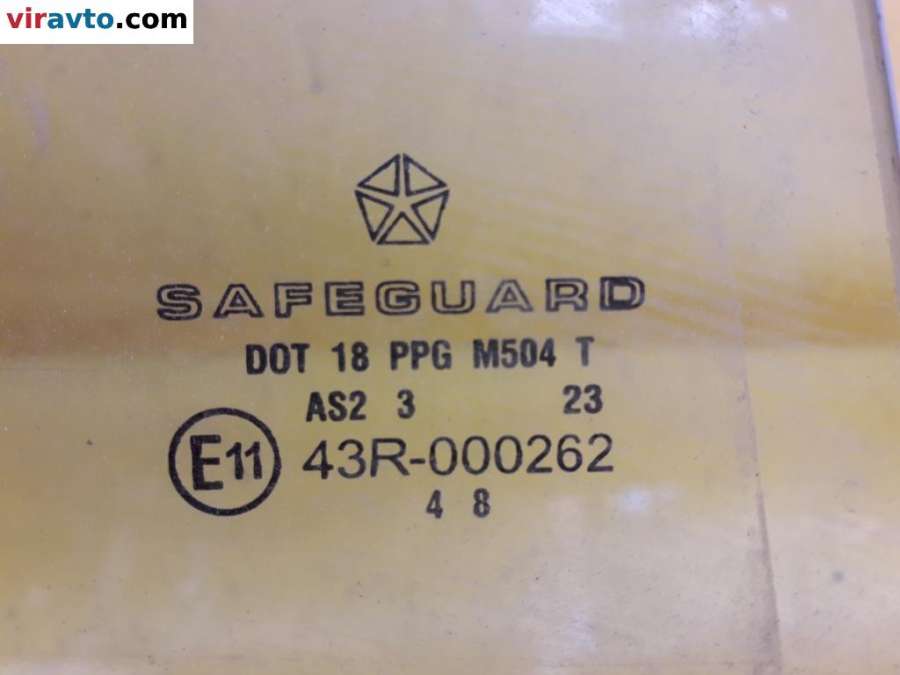 viravto.com
SAFEGUARD
DOT 18 PPG M504 T
AS2 3 23
E11 43R-000262
4 8